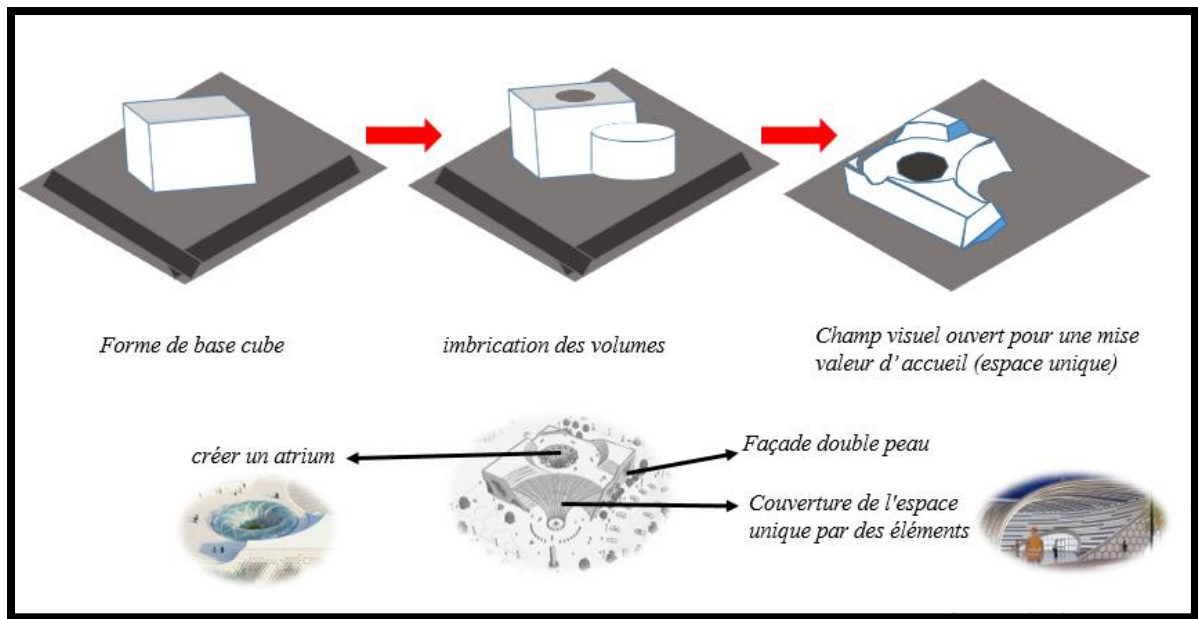 Forme de base cube
imbrication des volumes
Champ visuel ouvert pour une mise
valeur d’ accueil (espace unique)
créer un atrium
Façade double peau
Couverture de l'espace
unique par des éléments